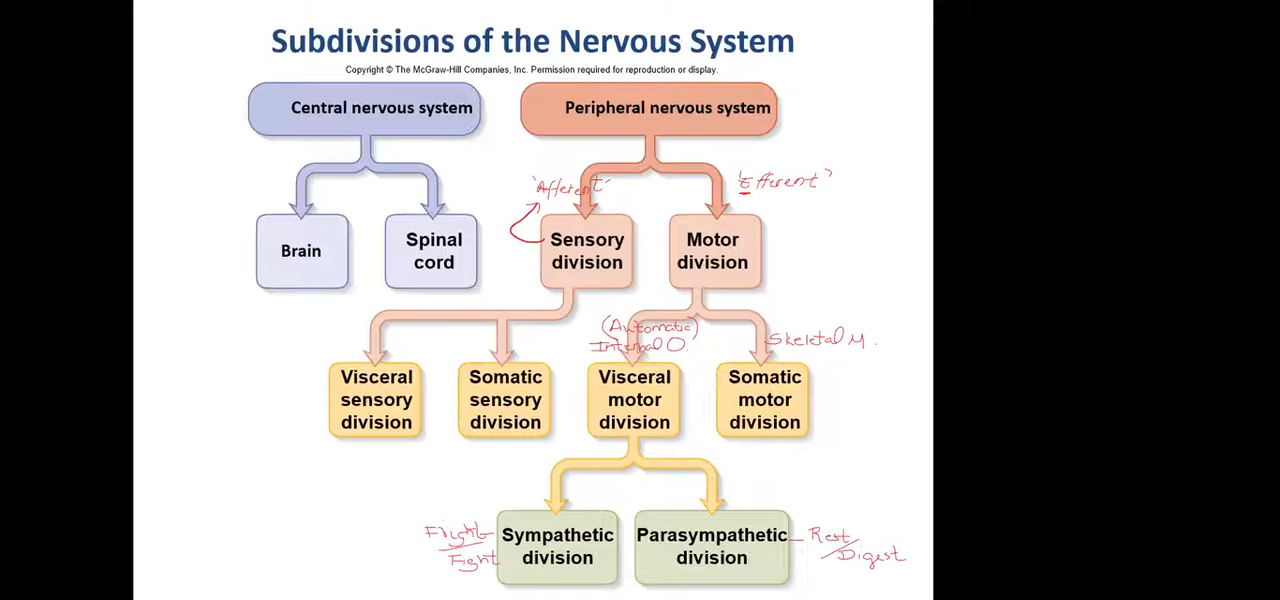 Subdivisions of the Nervous System
Copyright © The McGraw-Hill Companies, Inc. Permission required for reproduction or display.
Central nervous system
Peripheral nervous system
'Afferent'
'Efferent'
Brain
Spinal
cord
Sensory
division
Motor
division
(Automatic)
Internal O.
Skeletal M.
Visceral
sensory
division
Somatic
sensory
division
Visceral
motor
division
Somatic
motor
division
Flight
Fight
Sympathetic
division
Parasympathetic
division
Rest
Digest